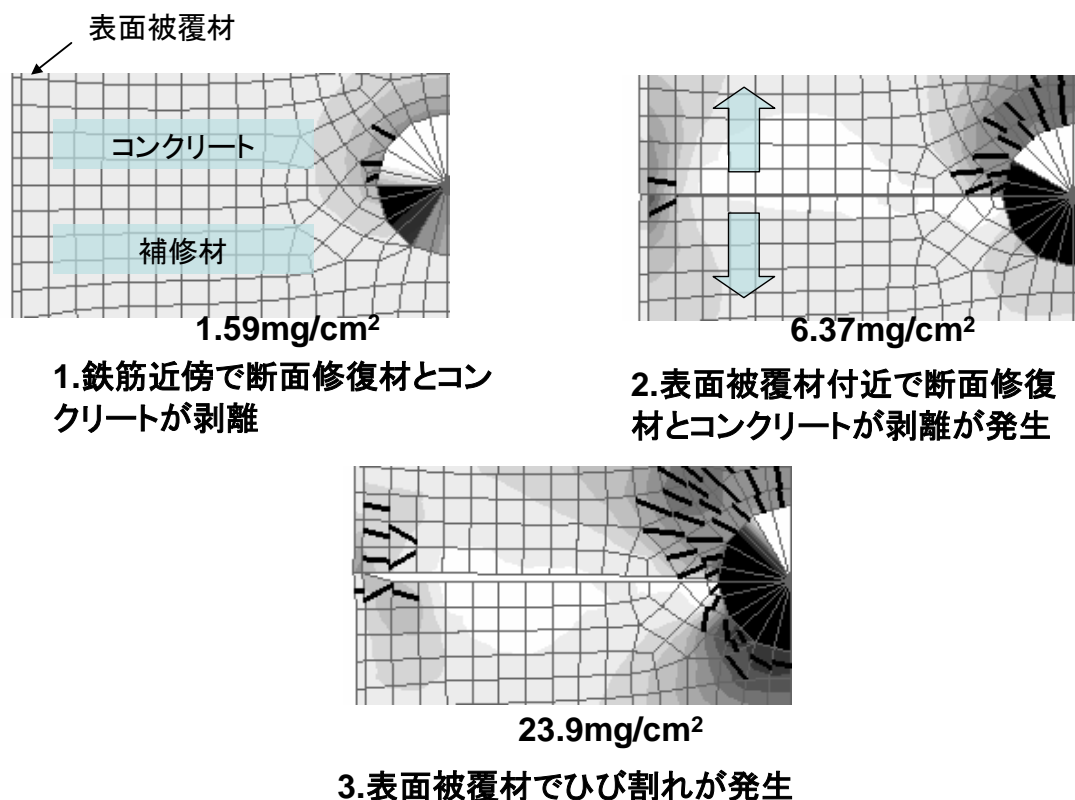 表面被覆材
コンクリート
補修材
1.59mg/cm²
1.鉄筋近傍で断面修復材とコン
クリートが剥離
6.37mg/cm²
2.表面被覆材付近で断面修復
材とコンクリートが剥離が発生
23.9mg/cm²
3.表面被覆材でひび割れが発生